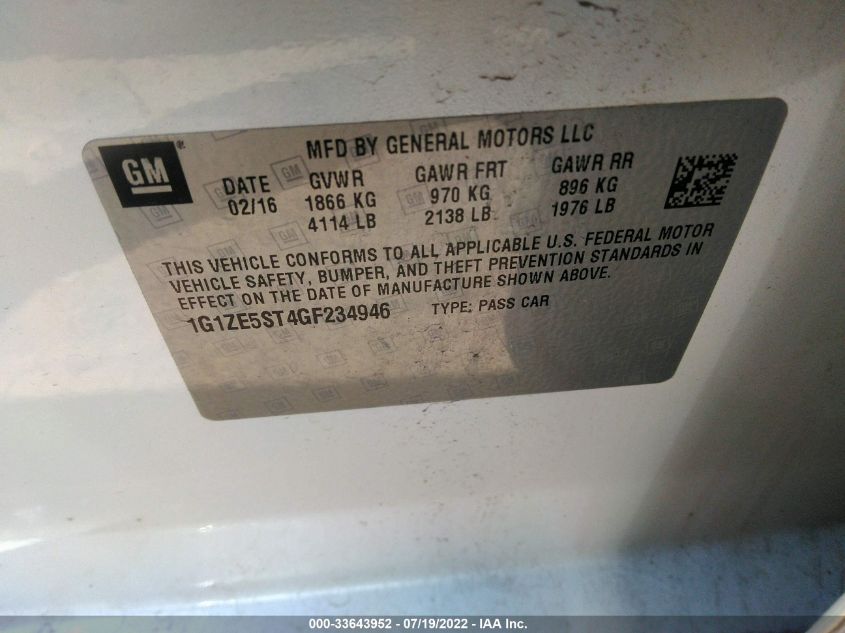 GM ®
MFD BY GENERAL MOTORS LLC
DATE GVWR GAWR FRT GAWR RR
02/16 1866 KG 970 KG 896 KG
4114 LB 2138 LB 1976 LB
THIS VEHICLE CONFORMS TO ALL APPLICABLE U.S. FEDERAL MOTOR
VEHICLE SAFETY, BUMPER, AND THEFT PREVENTION STANDARDS IN
EFFECT ON THE DATE OF MANUFACTURE SHOWN ABOVE.
1G1ZE5ST4GF234946 TYPE: PASS CAR
000-33643952 - 07/19/2022 - IAA Inc.